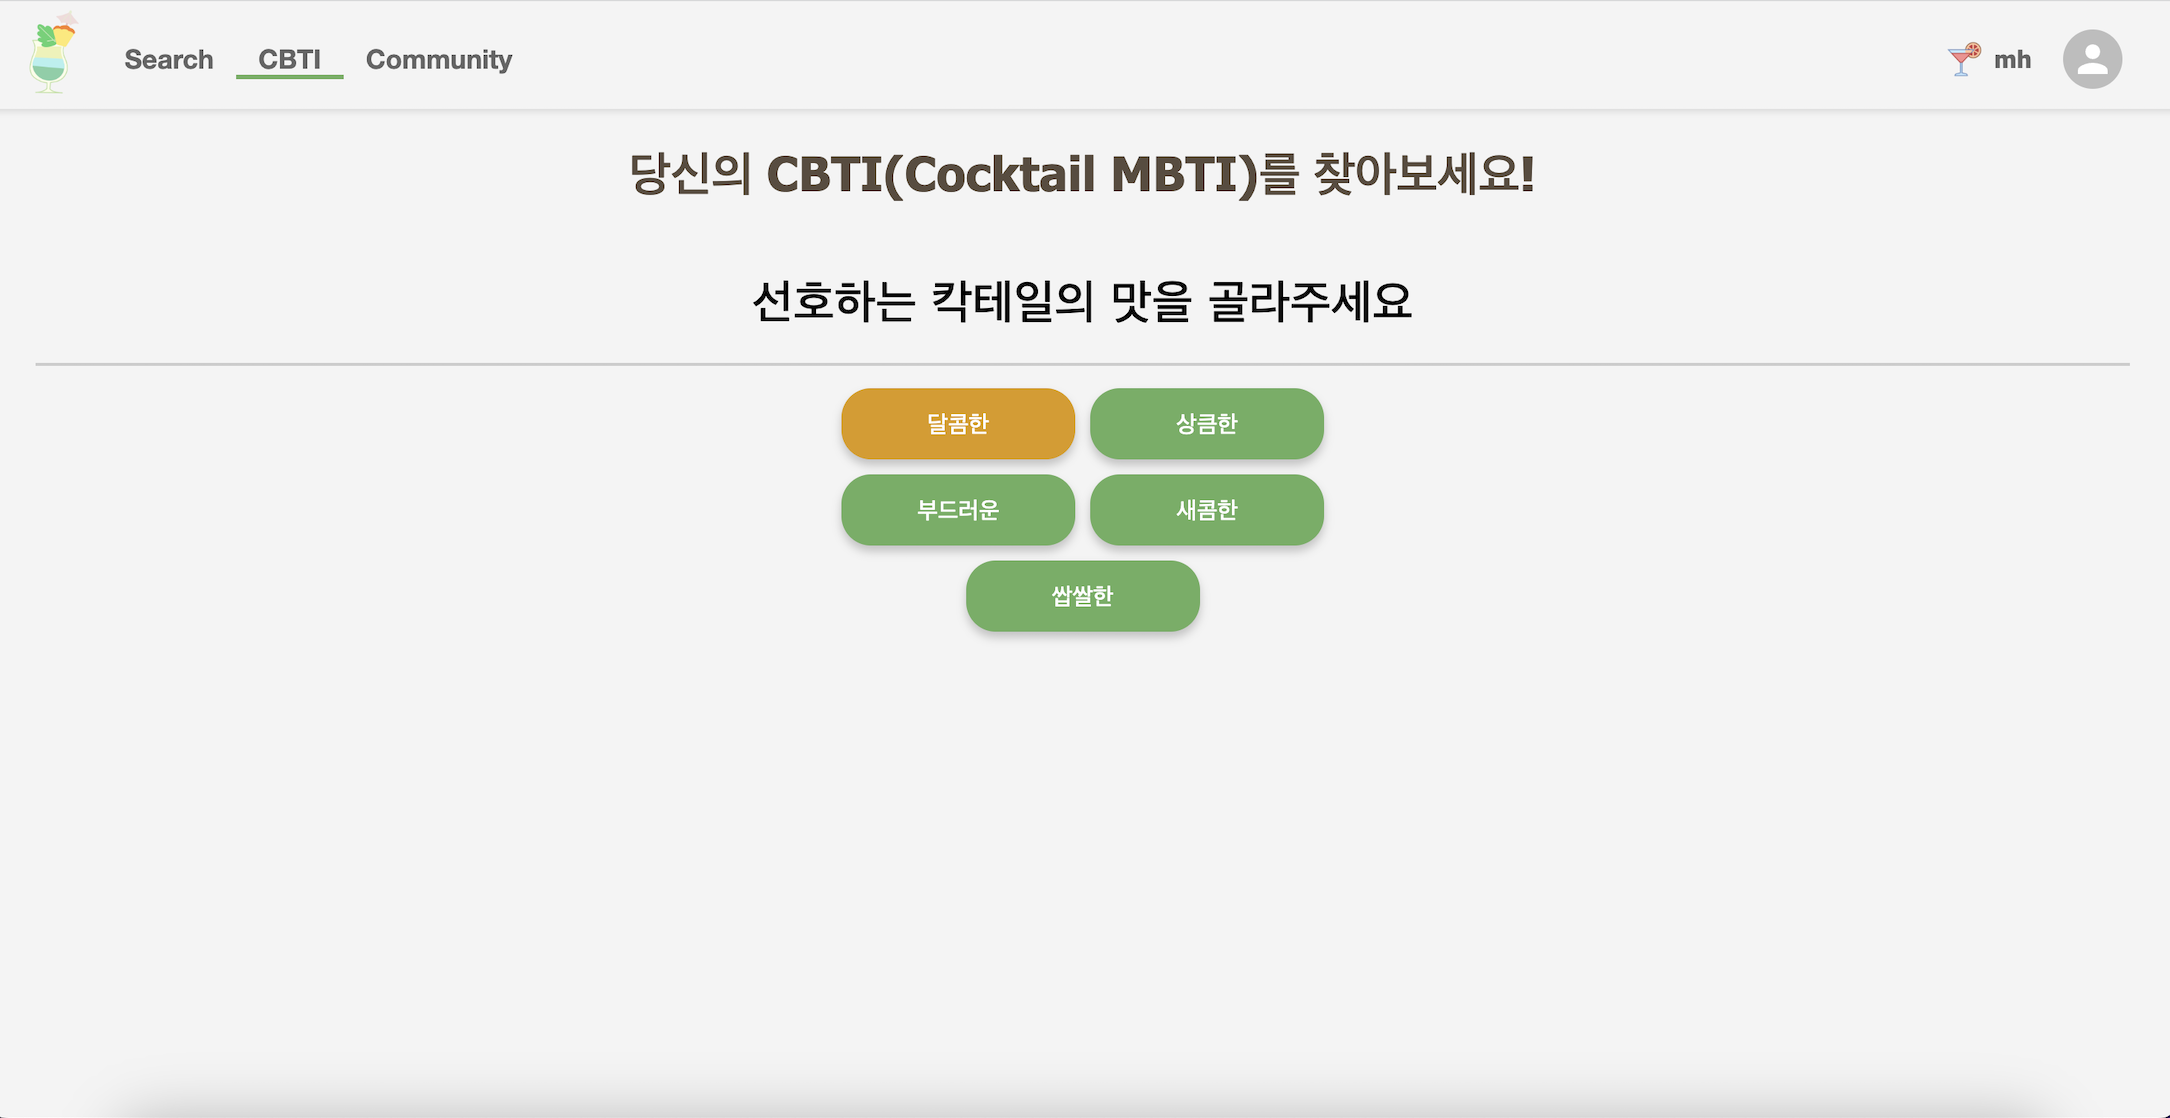 Search CBTI Community mh
당신의 CBTI(Cocktail MBTI)를 찾아보세요!
선호하는 칵테일의 맛을 골라주세요
달콤한 상큼한
부드러운 새콤한
쌉쌀한